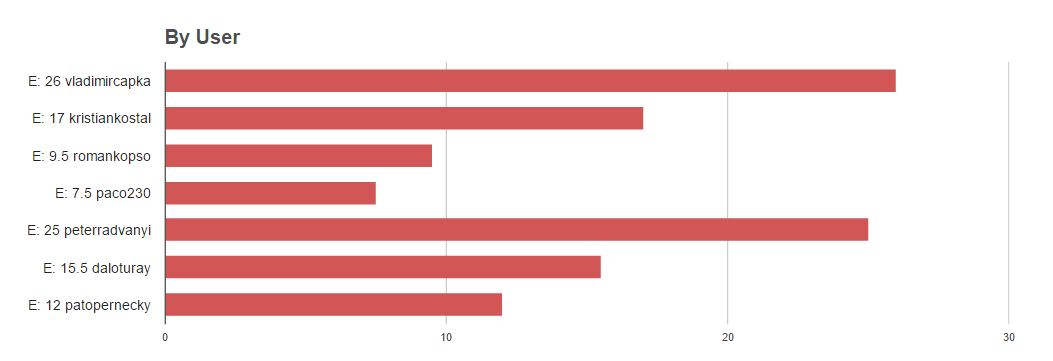 By User
E: 26 vladimircapka
E: 17 kristiankostal
E: 9.5 romankopso
E: 7.5 paco230
E: 25 peterradvanyi
E: 15.5 daloturay
E: 12 patopernecky
0 10 20 30